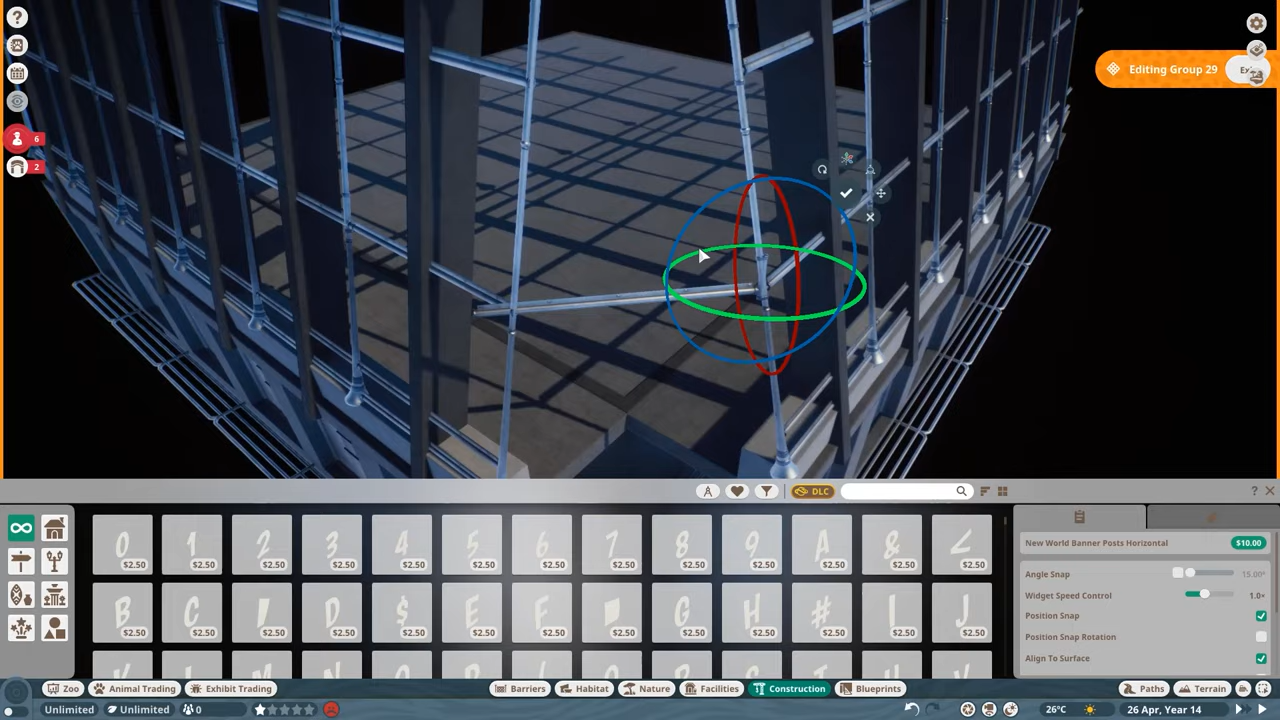 ?
Editing Group 29
6
2
DLC
? ×
0 1 2 3 4 5 6 7 8 9 A & <
$2.50 $2.50 $2.50 $2.50 $2.50 $2.50 $2.50 $2.50 $2.50 $2.50 $2.50 $2.50 $2.50
B C $ E F G H # I J
$2.50 $2.50 $2.50 $2.50 $2.50 $2.50 $2.50 $2.50 $2.50 $2.50 $2.50 $2.50 $2.50
New World Banner Posts Horizontal $10.00
Angle Snap 15.00°
Widget Speed Control 1.0×
Position Snap
Position Snap Rotation
Align To Surface
Zoo Animal Trading Exhibit Trading Barriers Habitat Nature Facilities Construction Blueprints Paths Terrain
Unlimited Unlimited 0 26°C 26 Apr, Year 14